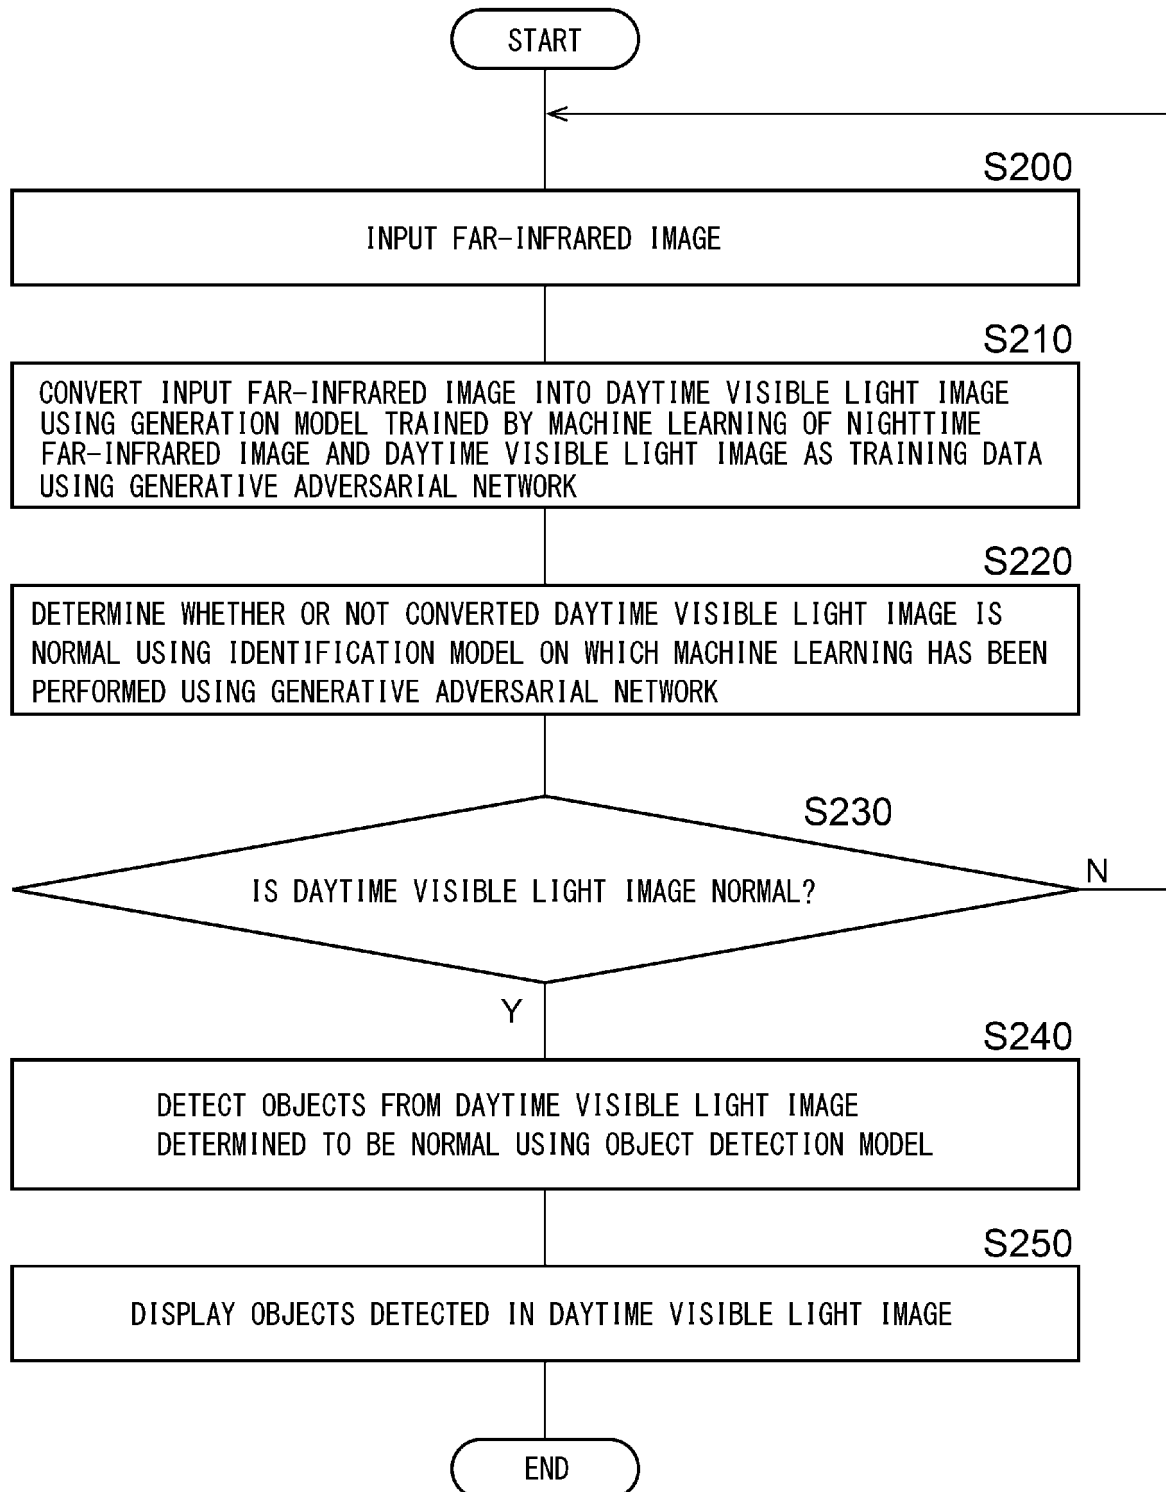 START
S200
INPUT FAR-INFRARED IMAGE
S210
CONVERT INPUT FAR-INFRARED IMAGE INTO DAYTIME VISIBLE LIGHT IMAGE
USING GENERATION MODEL TRAINED BY MACHINE LEARNING OF NIGHTTIME
FAR-INFRARED IMAGE AND DAYTIME VISIBLE LIGHT IMAGE AS TRAINING DATA
USING GENERATIVE ADVERSARIAL NETWORK
S220
DETERMINE WHETHER OR NOT CONVERTED DAYTIME VISIBLE LIGHT IMAGE IS
NORMAL USING IDENTIFICATION MODEL ON WHICH MACHINE LEARNING HAS BEEN
PERFORMED USING GENERATIVE ADVERSARIAL NETWORK
S230
IS DAYTIME VISIBLE LIGHT IMAGE NORMAL?
N
Y
S240
DETECT OBJECTS FROM DAYTIME VISIBLE LIGHT IMAGE
DETERMINED TO BE NORMAL USING OBJECT DETECTION MODEL
S250
DISPLAY OBJECTS DETECTED IN DAYTIME VISIBLE LIGHT IMAGE
END